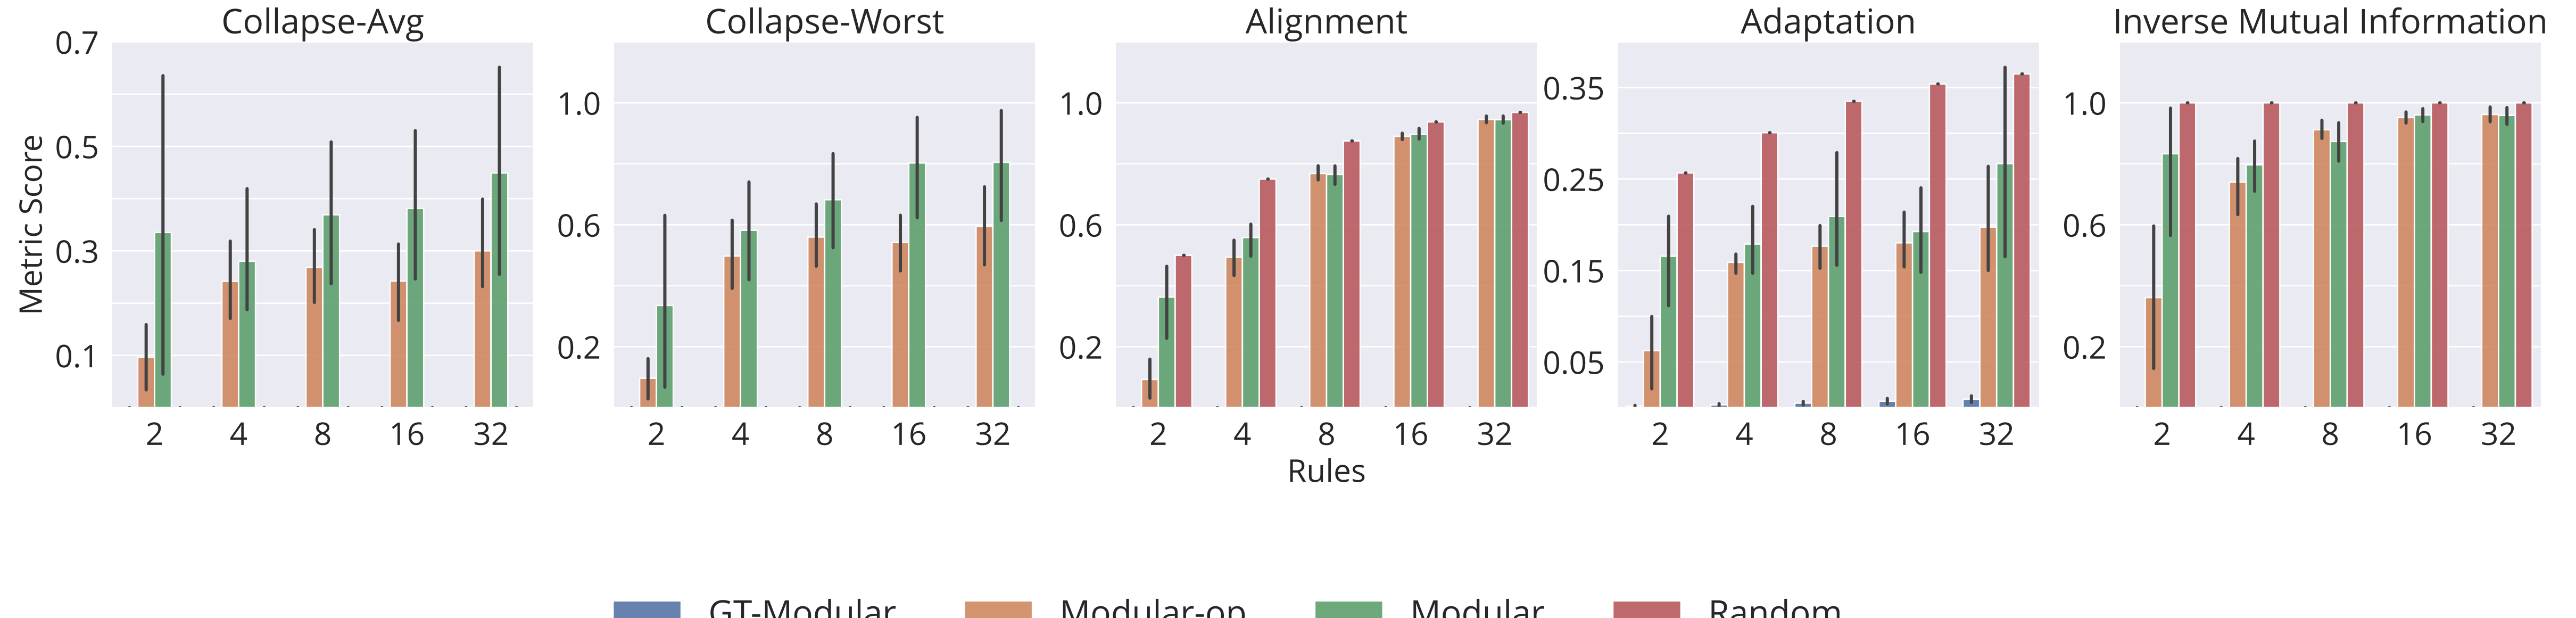 Collapse-Avg Collapse-Worst Alignment Adaptation Inverse Mutual Information
Metric Score
0.7
0.5
0.3
0.1
2 4 8 16 32
1.0
0.6
0.2
2 4 8 16 32
1.0
0.6
0.2
2 4 8 16 32
0.35
0.25
0.15
0.05
2 4 8 16 32
1.0
0.6
0.2
2 4 8 16 32
Rules
GT-Modular Modular-op Modular Random